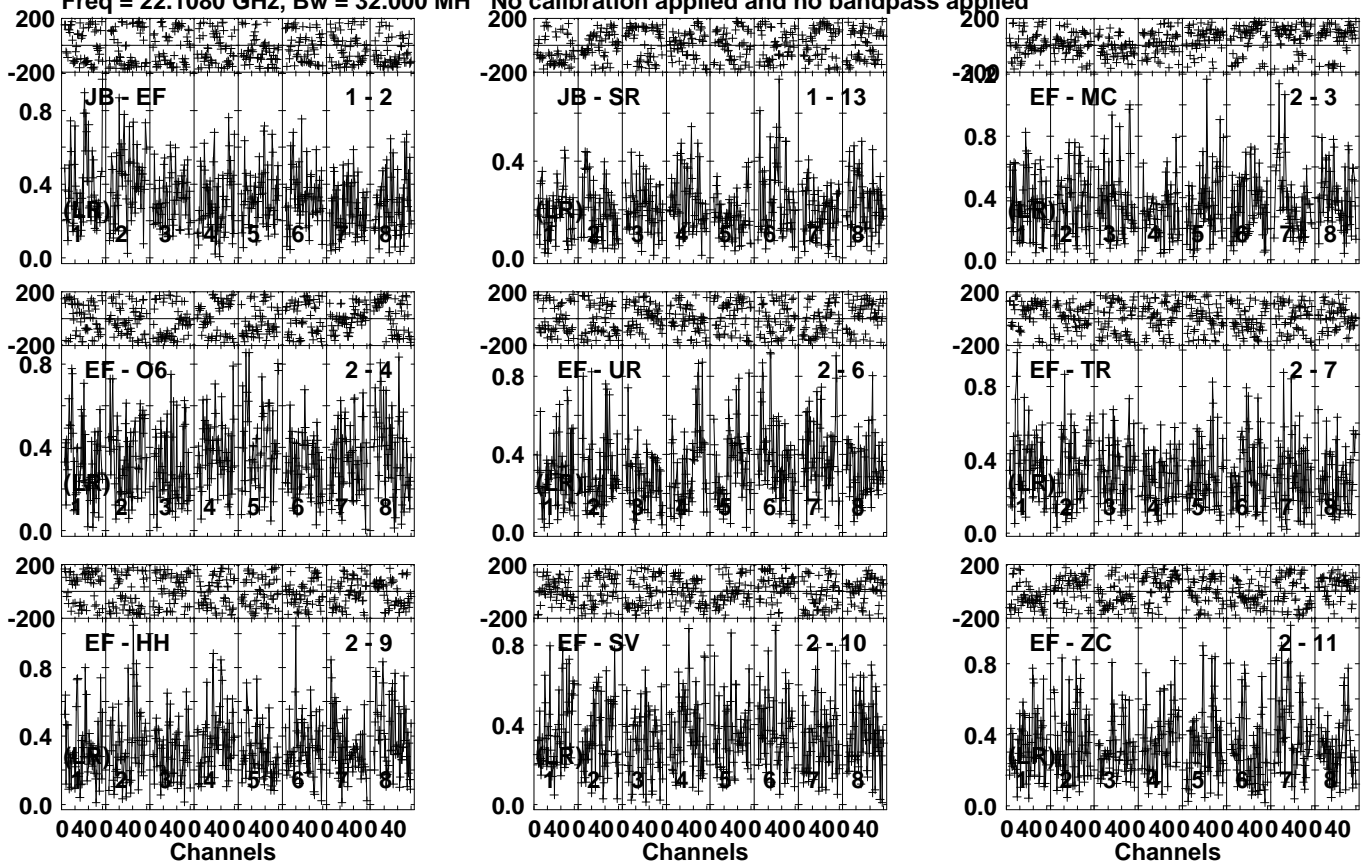 Freq = 22.1080 GHz, Bw = 32.000 MH No calibration applied and no bandpass applied
200
-200
JB - EF 1 - 2
0.8
0.4
(LR)
1 2 3 4 5 6 7 8
0.0
JB - SR 1 - 13
0.4
(LR)
1 2 3 4 5 6 7 8
0.0
200
-200
1.2
EF - MC 2 - 3
0.8
0.4
(LR)
1 2 3 4 5 6 7 8
0.0
200
-200
EF - O6 2 - 4
0.8
0.4
(LR)
1 2 3 4 5 6 7 8
0.0
200
-200
EF - UR 2 - 6
0.8
0.4
(LR)
1 2 3 4 5 6 7 8
0.0
200
-200
EF - TR 2 - 7
0.8
0.4
(LR)
1 2 3 4 5 6 7 8
0.0
200
-200
EF - HH 2 - 9
0.8
0.4
(LR)
1 2 3 4 5 6 7 8
0.0
0 40 0 40 0 40 0 40 0 40 0 40 0 40 0 40
Channels
200
-200
EF - SV 2 - 10
0.8
0.4
(LR)
1 2 3 4 5 6 7 8
0.0
0 40 0 40 0 40 0 40 0 40 0 40 0 40 0 40
Channels
200
-200
EF - ZC 2 - 11
0.8
0.4
(LR)
1 2 3 4 5 6 7 8
0.0
0 40 0 40 0 40 0 40 0 40 0 40 0 40 0 40
Channels